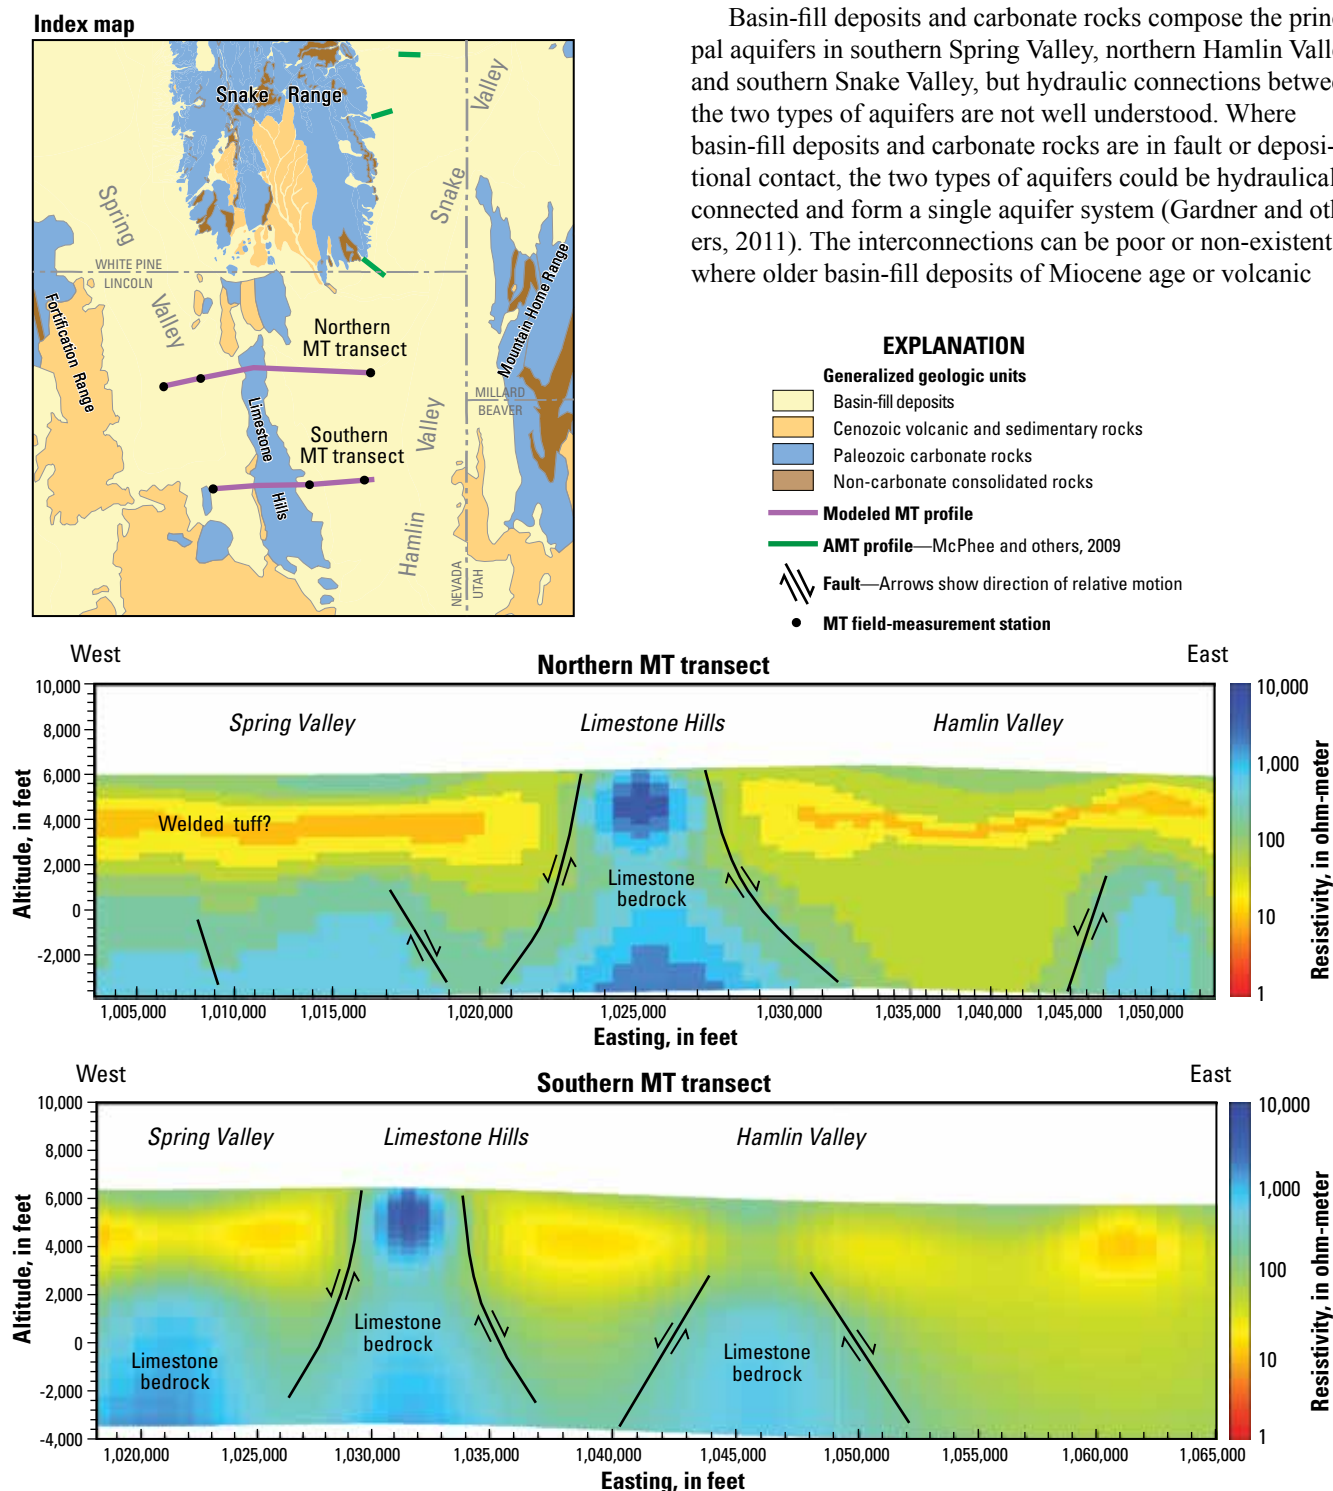 Index map
Snake Range
Valley
Snake
Spring
WHITE PINE
LINCOLN
Valley
Fortification Range
Mountain Home Range
Northern
MT transect
MILLARD
BEAVER
Limestone
Southern
MT transect
Valley
Hills
Hamlin
NEVADA
UTAH
Basin-fill deposits and carbonate rocks compose the
pal aquifers in southern Spring Valley, northern Hamlin
and southern Snake Valley, but hydraulic connections
the two types of aquifers are not well understood. Where
basin-fill deposits and carbonate rocks are in fault or deposi-
tional contact, the two types of aquifers could be
connected and form a single aquifer system (Gardner and
ers, 2011). The interconnections can be poor or non-existent
where older basin-fill deposits of Miocene age or volcanic
EXPLANATION
Generalized geologic units
Basin-fill deposits
Cenozoic volcanic and sedimentary rocks
Paleozoic carbonate rocks
Non-carbonate consolidated rocks
Modeled MT profile
AMT profile—McPhee and others, 2009
Fault—Arrows show direction of relative motion
MT field-measurement station
West
Northern MT transect
East
Spring Valley
Limestone Hills
Hamlin Valley
Welded tuff?
Limestone
bedrock
Altitude, in feet
10,000
8,000
6,000
4,000
2,000
0
-2,000
1,005,000 1,010,000 1,015,000 1,020,000 1,025,000 1,030,000 1,035,000 1,040,000 1,045,000 1,050,000
Easting, in feet
10,000
1,000
100
10
1
Resistivity, in ohm-meter
West
Southern MT transect
East
Spring Valley
Limestone Hills
Hamlin Valley
Limestone
bedrock
Limestone
bedrock
Limestone
bedrock
Altitude, in feet
10,000
8,000
6,000
4,000
2,000
0
-2,000
-4,000
1,020,000 1,025,000 1,030,000 1,035,000 1,040,000 1,045,000 1,050,000 1,055,000 1,060,000 1,065,000
Easting, in feet
10,000
1,000
100
10
1
Resistivity, in ohm-meter